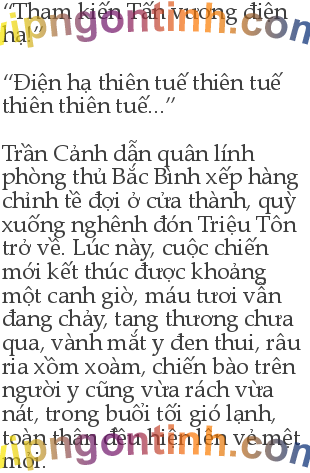 “Tham kiến Tấn vương điện
hạ!”
“Điện hạ thiên tuế thiên tuế
thiên thiên tuế...”
Trần Cảnh dẫn quân lính
phòng thủ Bắc Bình xếp hàng
chỉnh tề đợi ở cửa thành, quỳ
xuống nghênh đón Triệu Tôn
trở về. Lúc này, cuộc chiến
mới kết thúc được khoảng
một canh giờ, máu tươi vẫn
đang chảy, tang thương chưa
qua, vành mắt y đen thui, râu
ria xồm xoàm, chiến bào trên
người y cũng vừa rách vừa
nát, trong buổi tối gió lạnh,
toàn thân đều hiện lên vẻ mệt
mỏi.
vipngontinh.com
vipngontinh.com